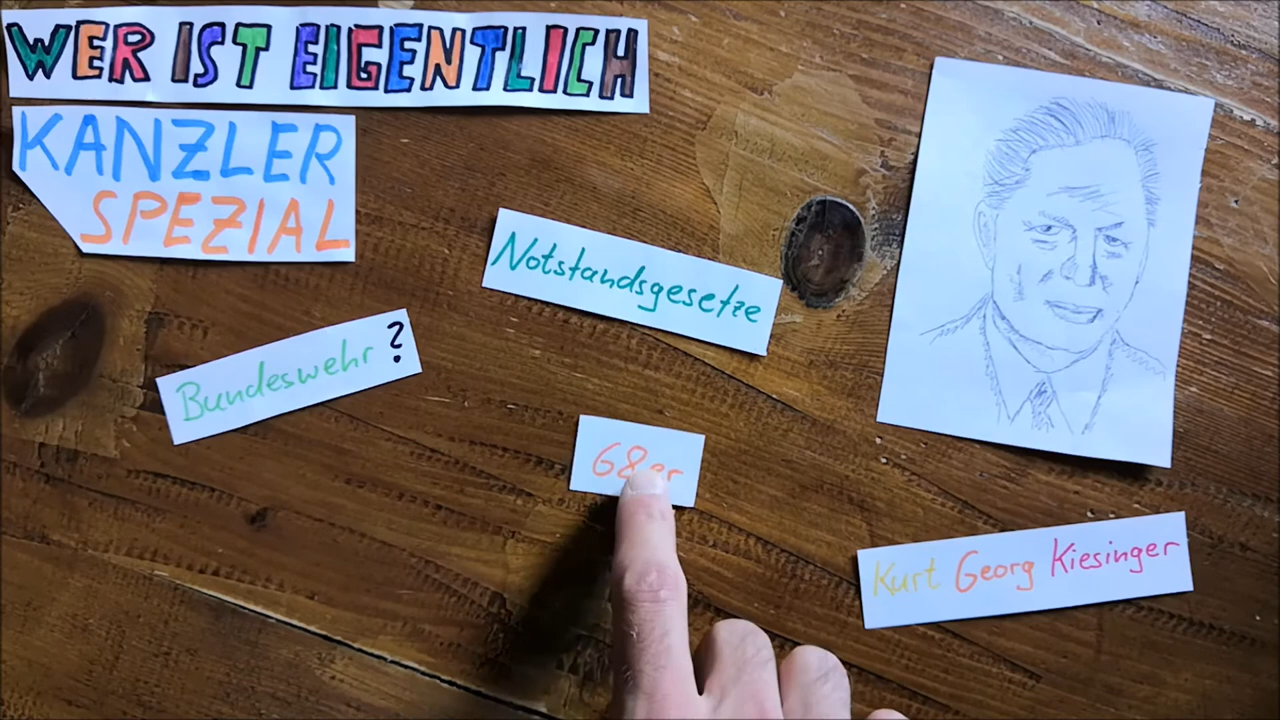 WER IST EIGENTLICH
KANZLER
SPEZIAL
Notstandsgesetze
Bundeswehr ?
68er
Kurt Georg Kiesinger